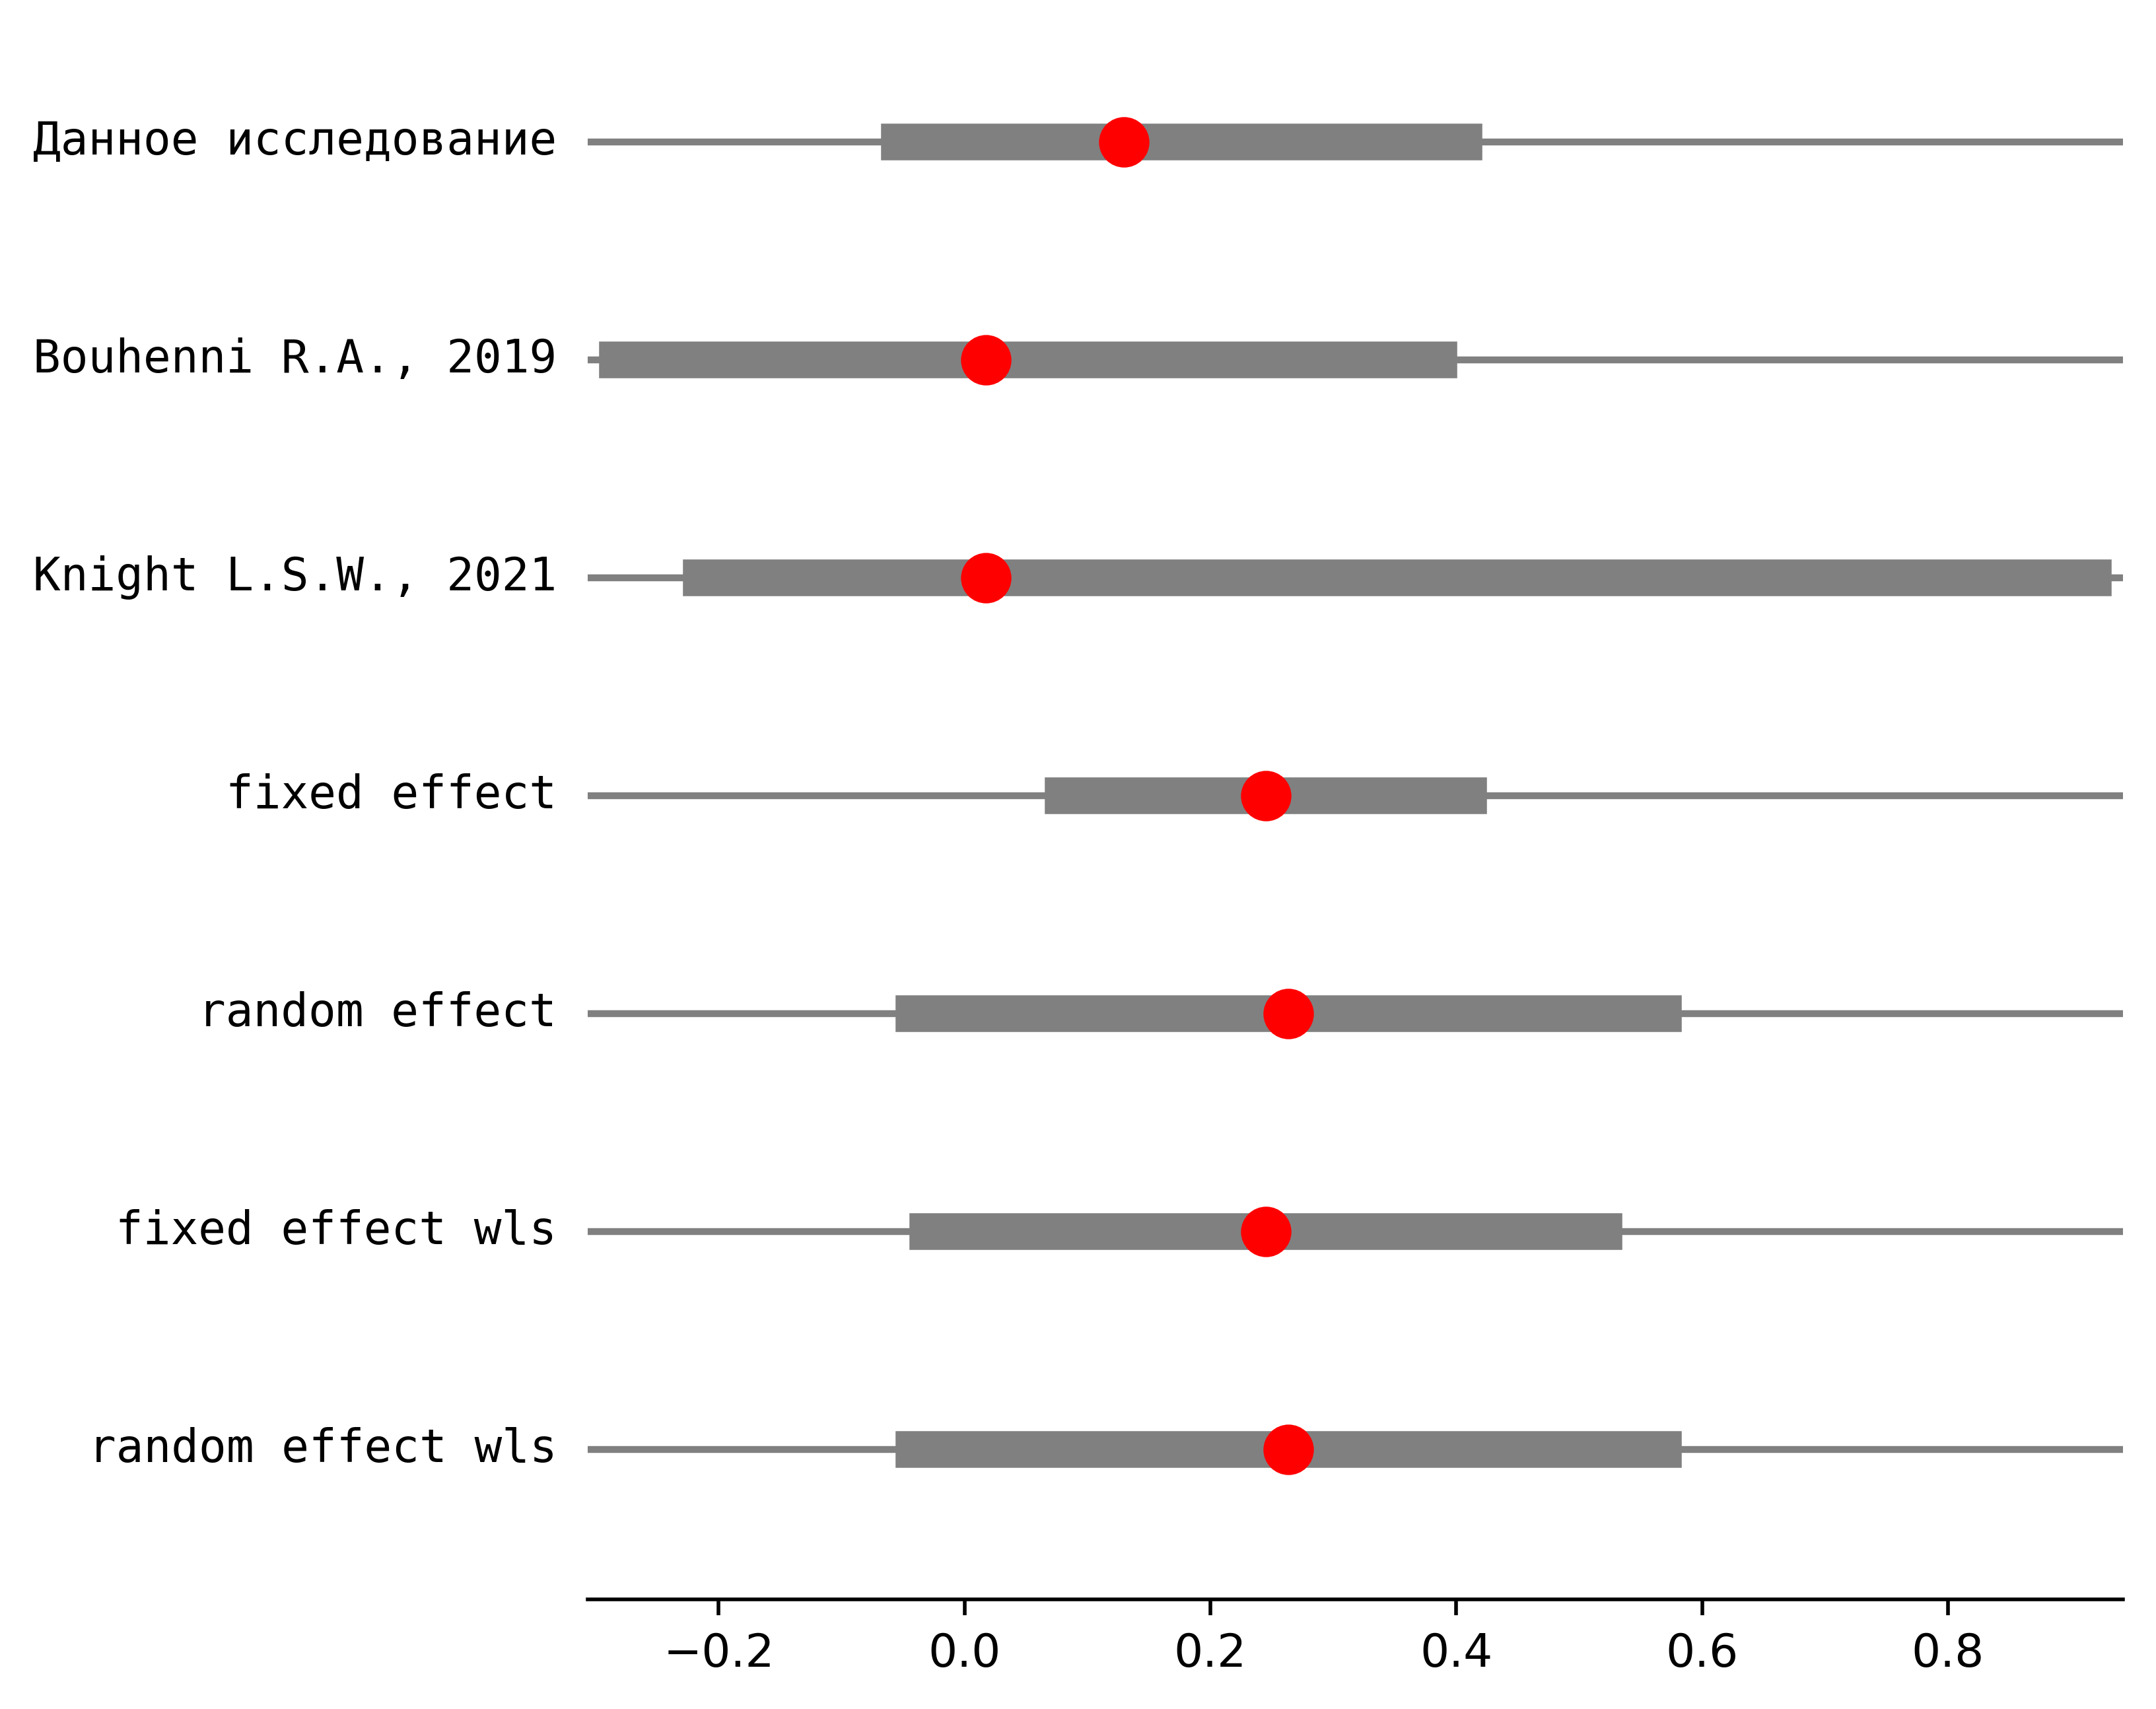 Данное исследование
Bouhenni R.A., 2019
Knight L.S.W., 2021
fixed effect
random effect
fixed effect wls
random effect wls
−0.2 0.0 0.2 0.4 0.6 0.8